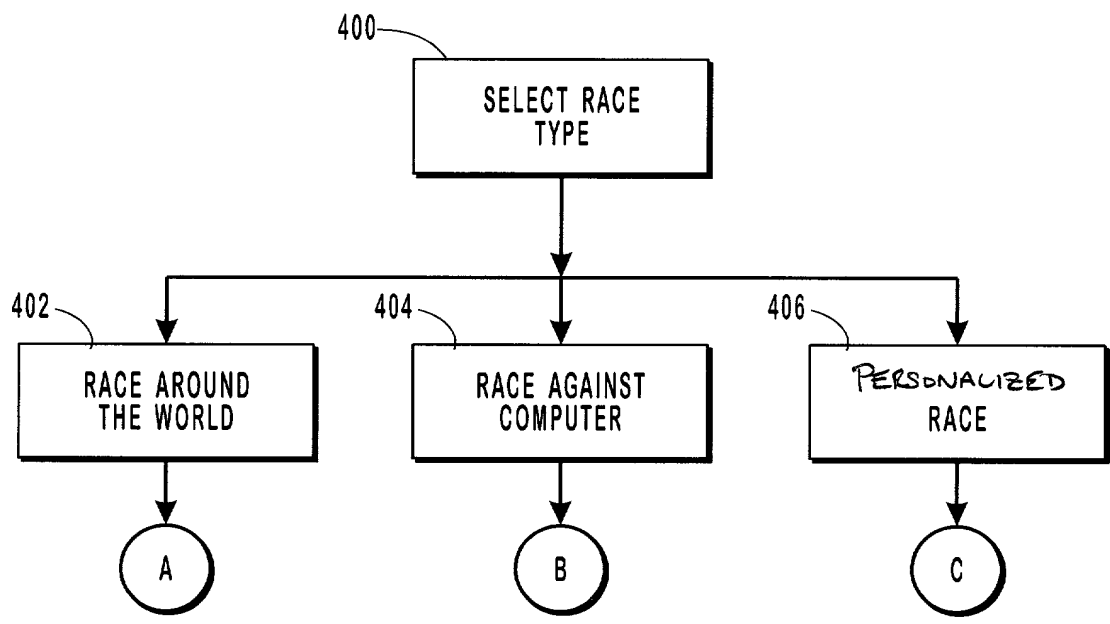 400
SELECT RACE
TYPE
402
404
406
RACE AROUND
THE WORLD
RACE AGAINST
COMPUTER
PERSONALIZED
RACE
A
B
C